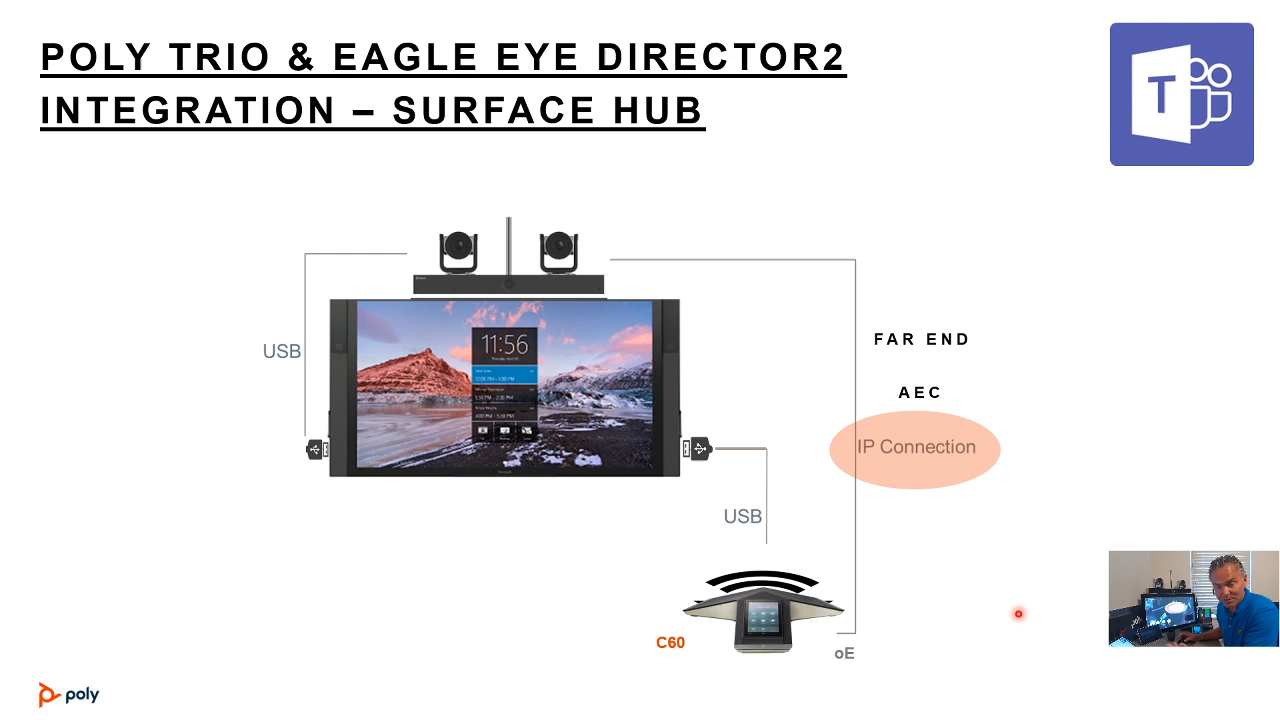 POLY TRIO & EAGLE EYE DIRECTOR2
INTEGRATION – SURFACE HUB
T
11:56
USB
FAR END
AEC
IP Connection
USB
C60
oE
poly